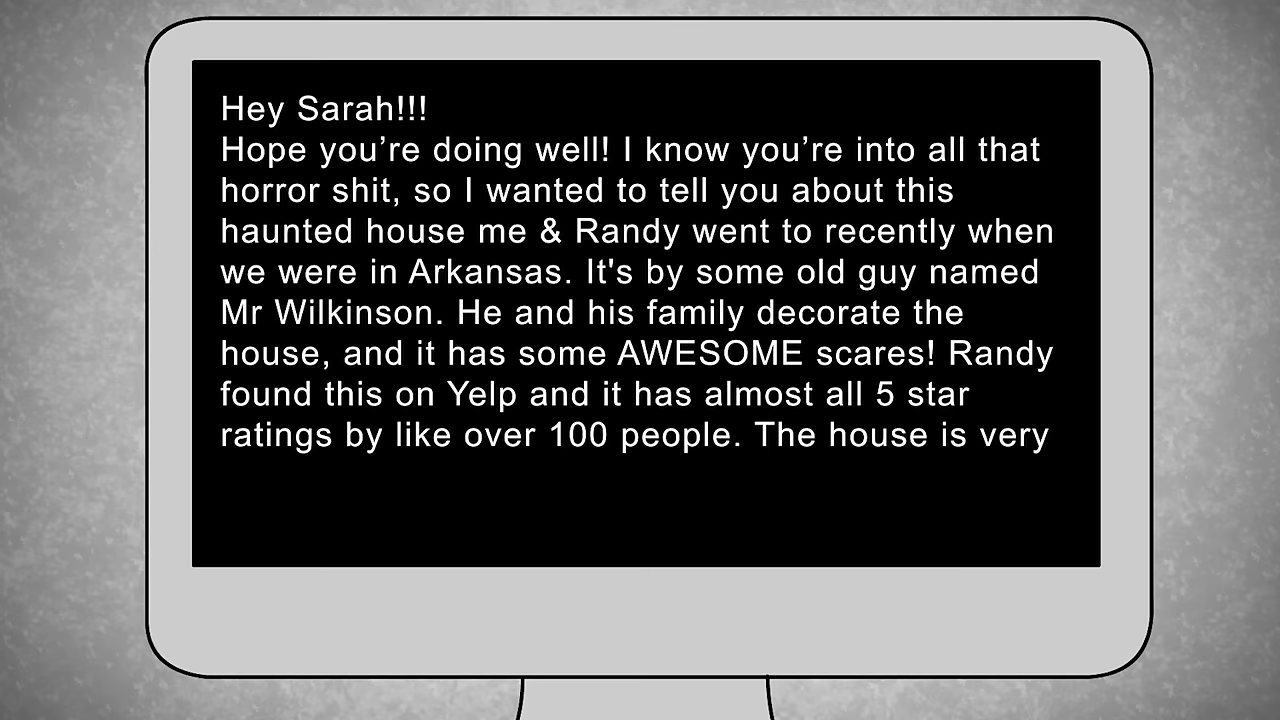 Hey Sarah!!!
Hope you’re doing well! I know you’re into all that
horror shit, so I wanted to tell you about this
haunted house me & Randy went to recently when
we were in Arkansas. It's by some old guy named
Mr Wilkinson. He and his family decorate the
house, and it has some AWESOME scares! Randy
found this on Yelp and it has almost all 5 star
ratings by like over 100 people. The house is very